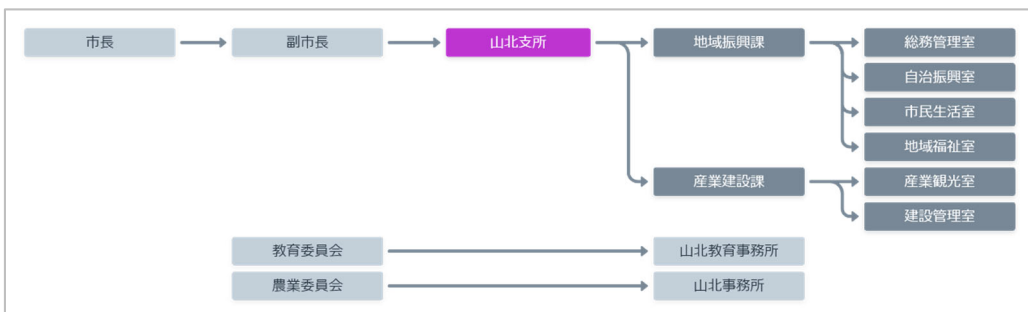 市長
副市長
山北支所
地域振興課
総務管理室
自治振興室
市民生活室
地域福祉室
産業建設課
産業観光室
建設管理室
教育委員会
山北教育事務所
農業委員会
山北事務所